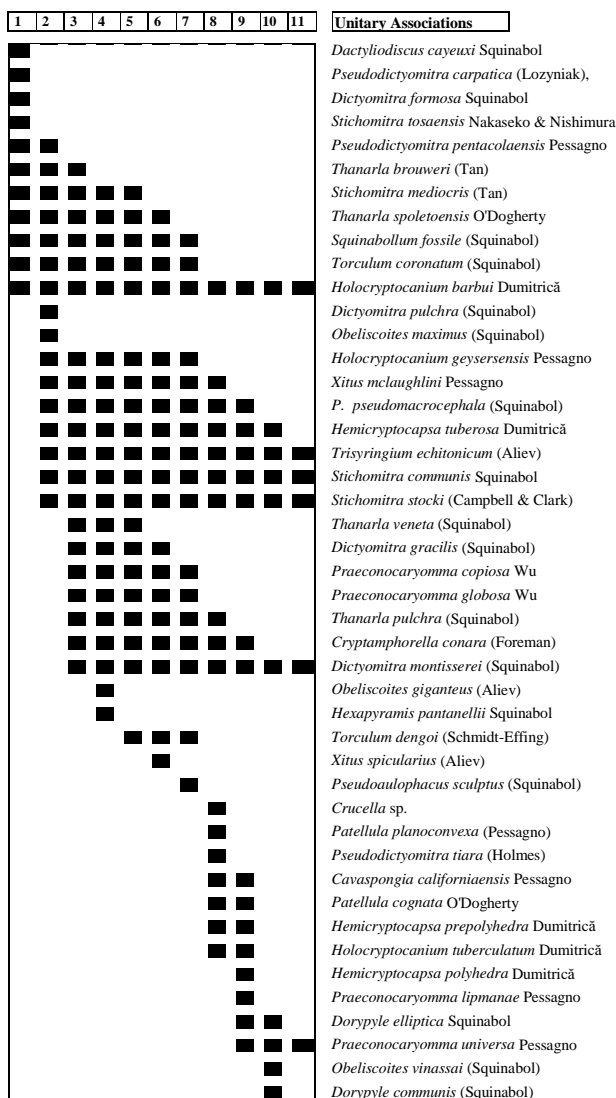 1 2 3 4 5 6 7 8 9 10 11 Unitary Associations
Dactyliodiscus cayeuxi Squinabol
Pseudodictyomitra carpatica (Lozyniak),
Dictyomitra formosa Squinabol
Stichomitra tosaensis Nakaseko & Nishimura
Pseudodictyomitra pentacolaensis Pessagno
Thanarla brouweri (Tan)
Stichomitra mediocris (Tan)
Thanarla spoletoensis O'Dogherty
Squinabollum fossile (Squinabol)
Torculum coronatum (Squinabol)
Holocryptocanium barbui Dumitrică
Dictyomitra pulchra (Squinabol)
Obeliscoites maximus (Squinabol)
Holocryptocanium geysersensis Pessagno
Xitus mclaughlini Pessagno
P. pseudomacrocephala (Squinabol)
Hemicryptocapsa tuberosa Dumitrică
Trisyringium echitonicum (Aliev)
Stichomitra communis Squinabol
Stichomitra stocki (Campbell & Clark)
Thanarla veneta (Squinabol)
Dictyomitra gracilis (Squinabol)
Praeconocaryomma copiosa Wu
Praeconocaryomma globosa Wu
Thanarla pulchra (Squinabol)
Cryptamphorella conara (Foreman)
Dictyomitra montisserei (Squinabol)
Obeliscoites giganteus (Aliev)
Hexapyramis pantanellii Squinabol
Torculum dengoi (Schmidt-Effing)
Xitus spicularius (Aliev)
Pseudoaulophacus sculptus (Squinabol)
Crucella sp.
Patellula planoconvexa (Pessagno)
Pseudodictyomitra tiara (Holmes)
Cavaspongia californiaensis Pessagno
Patellula cognata O'Dogherty
Hemicryptocapsa prepolyhedra Dumitrică
Holocryptocanium tuberculatum Dumitrică
Hemicryptocapsa polyhedra Dumitrică
Praeconocaryomma lipmanae Pessagno
Dorypyle elliptica Squinabol
Praeconocaryomma universa Pessagno
Obeliscoites vinassai (Squinabol)
Dorypyle communis (Squinabol)